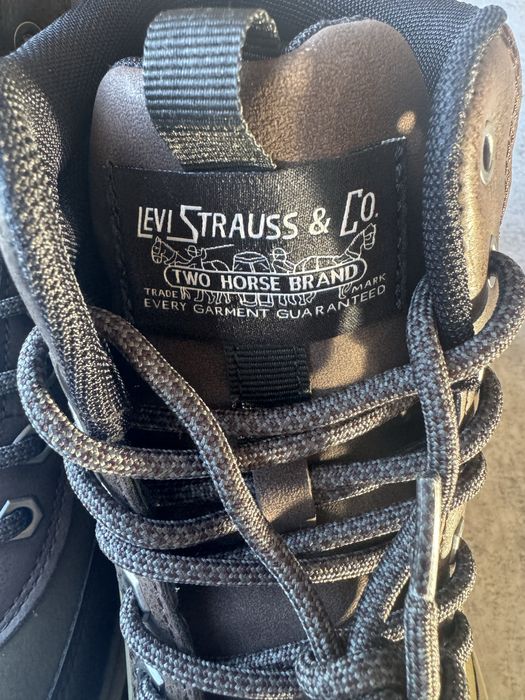 LEVI STRAUSS & CO.
TWO HORSE BRAND
TRADE MARK
EVERY GARMENT GUARANTEED